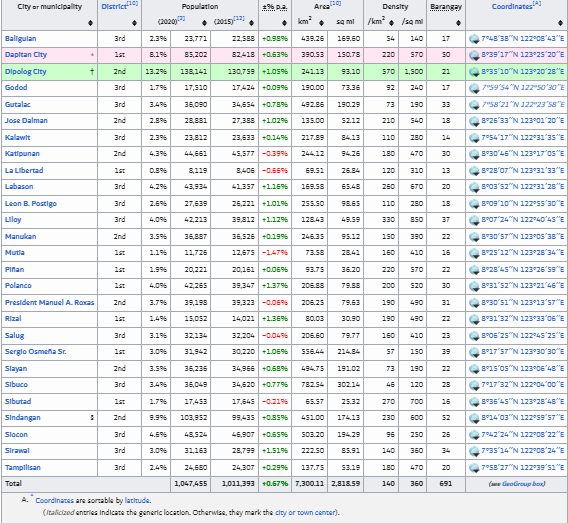 City or municipality District[10] Population ±% p.a. Area[10] Density Barangay Coordinates[A]
(2020)[2] (2015)[12] km² sq mi /km² /sq mi
Baliguian 3rd 2.3% 23,771 22,588 +0.98% 439.26 169.60 54 140 17 7°48′38″N 122°08′43″E
Dapitan City * 1st 8.1% 85,202 82,418 +0.63% 390.53 150.78 220 570 50 8°39′17″N 123°25′20″E
Dipolog City † 2nd 13.2% 138,141 130,759 +1.05% 241.13 93.10 570 1,500 21 8°35′10″N 123°20′28″E
Godod 3rd 1.7% 17,510 17,424 +0.09% 190.00 73.36 92 240 17 7°59′54″N 122°50′30″E
Gutalac 3rd 3.4% 36,090 34,654 +0.78% 492.86 190.29 73 190 33 7°58′21″N 122°23′58″E
Jose Dalman 2nd 2.8% 28,881 27,388 +1.02% 135.00 52.12 210 540 18 8°26′33″N 123°01′20″E
Kalawit 3rd 2.3% 23,812 23,633 +0.14% 217.89 84.13 110 280 14 7°54′17″N 122°31′35″E
Katipunan 2nd 4.3% 44,661 45,577 −0.39% 244.12 94.26 180 470 30 8°30′46″N 123°17′05″E
La Libertad 1st 0.8% 8,119 8,406 −0.66% 69.51 26.84 120 310 13 8°28′07″N 123°31′33″E
Labason 3rd 4.2% 43,934 41,357 +1.16% 169.58 65.48 260 670 20 8°03′52″N 122°31′28″E
Leon B. Postigo 3rd 2.6% 27,639 26,221 +1.01% 255.50 98.65 110 280 18 8°09′10″N 122°55′30″E
Liloy 3rd 4.0% 42,213 39,812 +1.12% 128.43 49.59 330 850 37 8°07′24″N 122°40′45″E
Manukan 2nd 3.5% 36,887 36,526 +0.19% 246.35 95.12 150 390 22 8°30′57″N 123°05′38″E
Mutia 1st 1.1% 11,726 12,675 −1.47% 73.58 28.41 160 410 16 8°25′12″N 123°28′34″E
Piñan 1st 1.9% 20,221 20,161 +0.06% 93.75 36.20 220 570 22 8°28′45″N 123°26′59″E
Polanco 1st 4.0% 42,265 39,347 +1.37% 206.88 79.88 200 520 30 8°31′52″N 123°21′46″E
President Manuel A. Roxas 2nd 3.7% 39,198 39,323 −0.06% 206.25 79.63 190 490 31 8°30′51″N 123°13′57″E
Rizal 1st 1.4% 15,052 14,021 +1.36% 80.03 30.90 190 490 22 8°31′32″N 123°33′06″E
Salug 3rd 3.1% 32,134 32,204 −0.04% 206.60 79.77 160 410 23 8°06′25″N 122°45′25″E
Sergio Osmeña Sr. 1st 3.0% 31,942 30,220 +1.06% 556.44 214.84 57 150 39 8°17′57″N 123°30′30″E
Siayan 2nd 3.5% 36,236 34,966 +0.68% 494.75 191.02 73 190 22 8°15′05″N 123°06′48″E
Sibuco 3rd 3.4% 36,049 34,620 +0.77% 782.54 302.14 46 120 28 7°17′32″N 122°04′00″E
Sibutad 1st 1.7% 17,453 17,645 −0.21% 65.57 25.32 270 700 16 8°36′45″N 123°28′48″E
Sindangan ‡ 2nd 9.9% 103,952 99,435 +0.85% 451.00 174.13 230 600 52 8°14′03″N 122°59′57″E
Siocon 3rd 4.6% 48,524 46,907 +0.65% 503.20 194.29 96 250 26 7°42′24″N 122°08′22″E
Sirawai 3rd 3.0% 31,163 28,799 +1.51% 222.50 85.91 140 360 34 7°35′14″N 122°08′24″E
Tampilisan 3rd 2.4% 24,680 24,307 +0.29% 137.75 53.19 180 470 20 7°58′27″N 122°39′51″E
Total 1,047,455 1,011,393 +0.67% 7,300.11 2,818.59 140 360 691 (see GeoGroup box)
A. ^ Coordinates are sortable by latitude.
(Italicized entries indicate the generic location. Otherwise, they mark the city or town center).